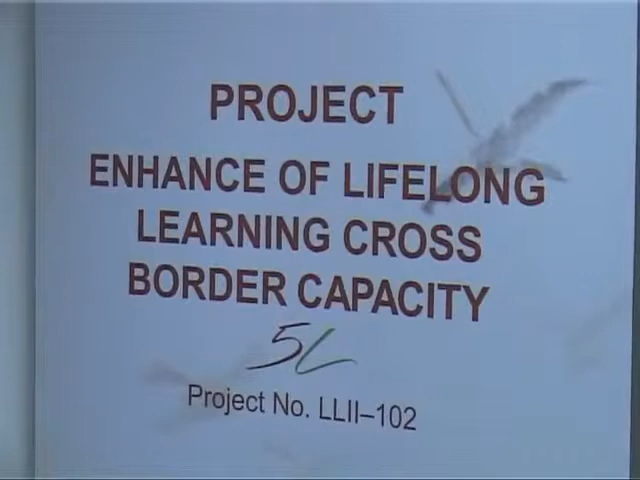 PROJECT
ENHANCE OF LIFELONG
LEARNING CROSS
BORDER CAPACITY
5L
Project No. LLII–102